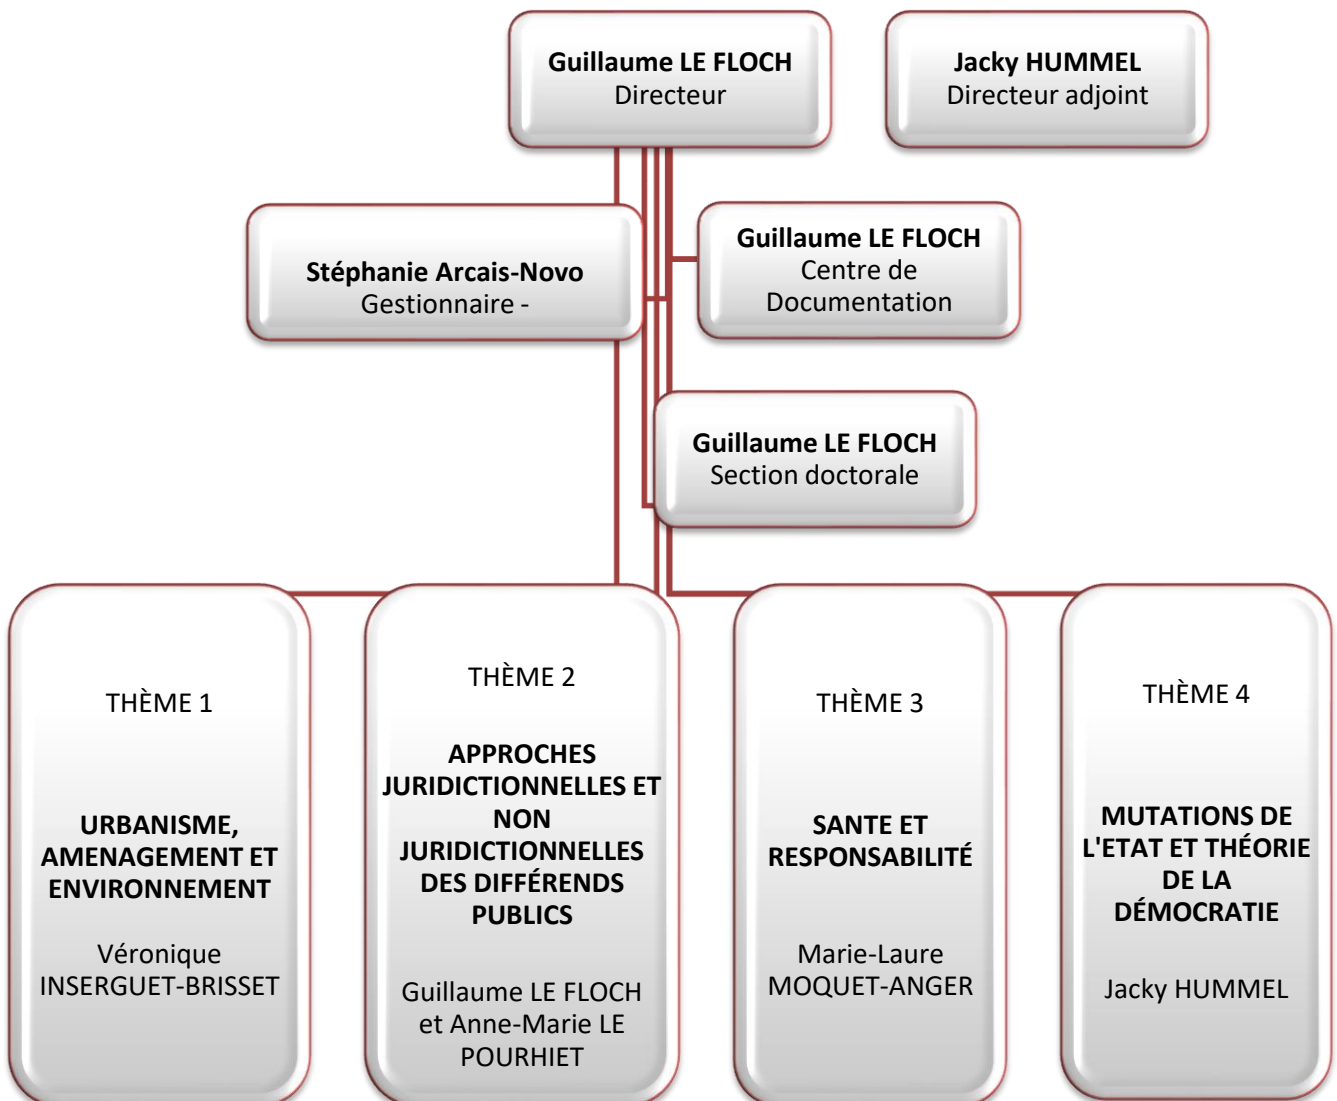 Guillaume LE FLOCH
Directeur
Jacky HUMMEL
Directeur adjoint
Stéphanie Arcais-Novo
Gestionnaire -
Guillaume LE FLOCH
Centre de
Documentation
Guillaume LE FLOCH
Section doctorale
THÈME 1
URBANISME,
AMENAGEMENT ET
ENVIRONNEMENT
Véronique
INSERGUET-BRISSET
THÈME 2
APPROCHES
JURIDICTIONNELLES ET
NON
JURIDICTIONNELLES
DES DIFFÉRENDS
PUBLICS
Guillaume LE FLOCH
et Anne-Marie LE
POURHIET
THÈME 3
SANTE ET
RESPONSABILITÉ
Marie-Laure
MOQUET-ANGER
THÈME 4
MUTATIONS DE
L'ETAT ET THÉORIE
DE LA
DÉMOCRATIE
Jacky HUMMEL